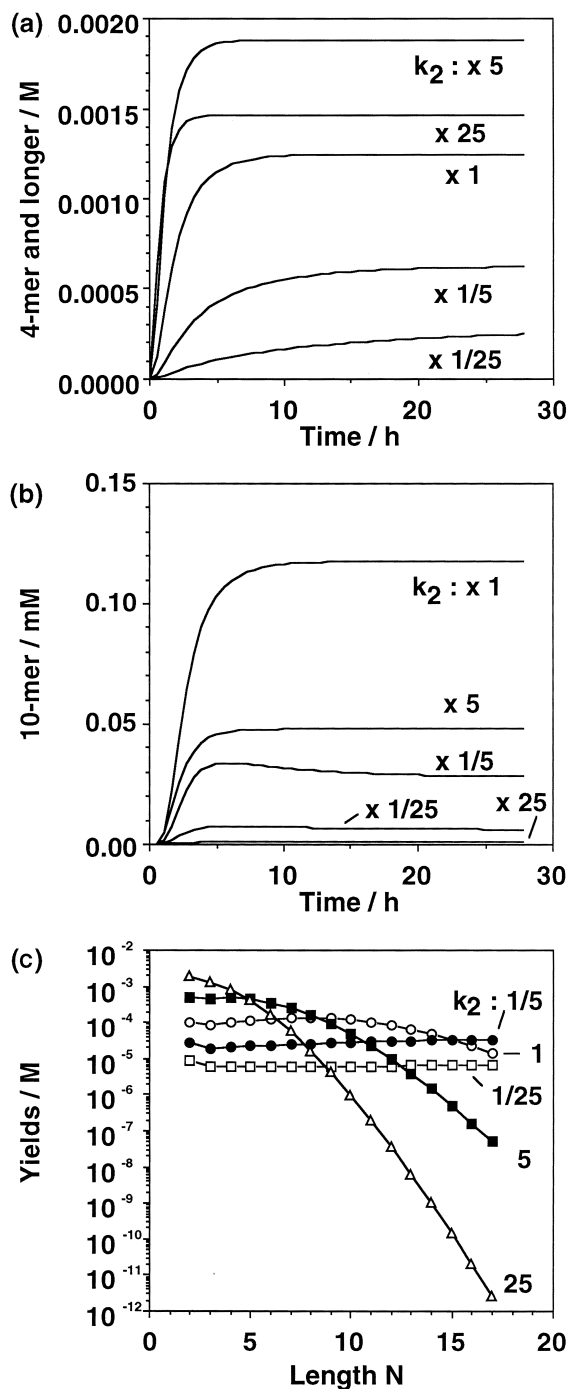 (a)
4-mer and longer / M
0.0020
0.0015
0.0010
0.0005
0.0000
k2 : x 5
x 25
x 1
x 1/5
x 1/25
0 10 20 30
Time / h
(b)
10-mer / mM
0.15
0.10
0.05
0.00
k2 : x 1
x 5
x 1/5
x 1/25
x 25
0 10 20 30
Time / h
(c)
Yields / M
10 -2
10 -3
10 -4
10 -5
10 -6
10 -7
10 -8
10 -9
10 -10
10 -11
10 -12
k2 : 1/5
1
1/25
5
25
0 5 10 15 20
Length N